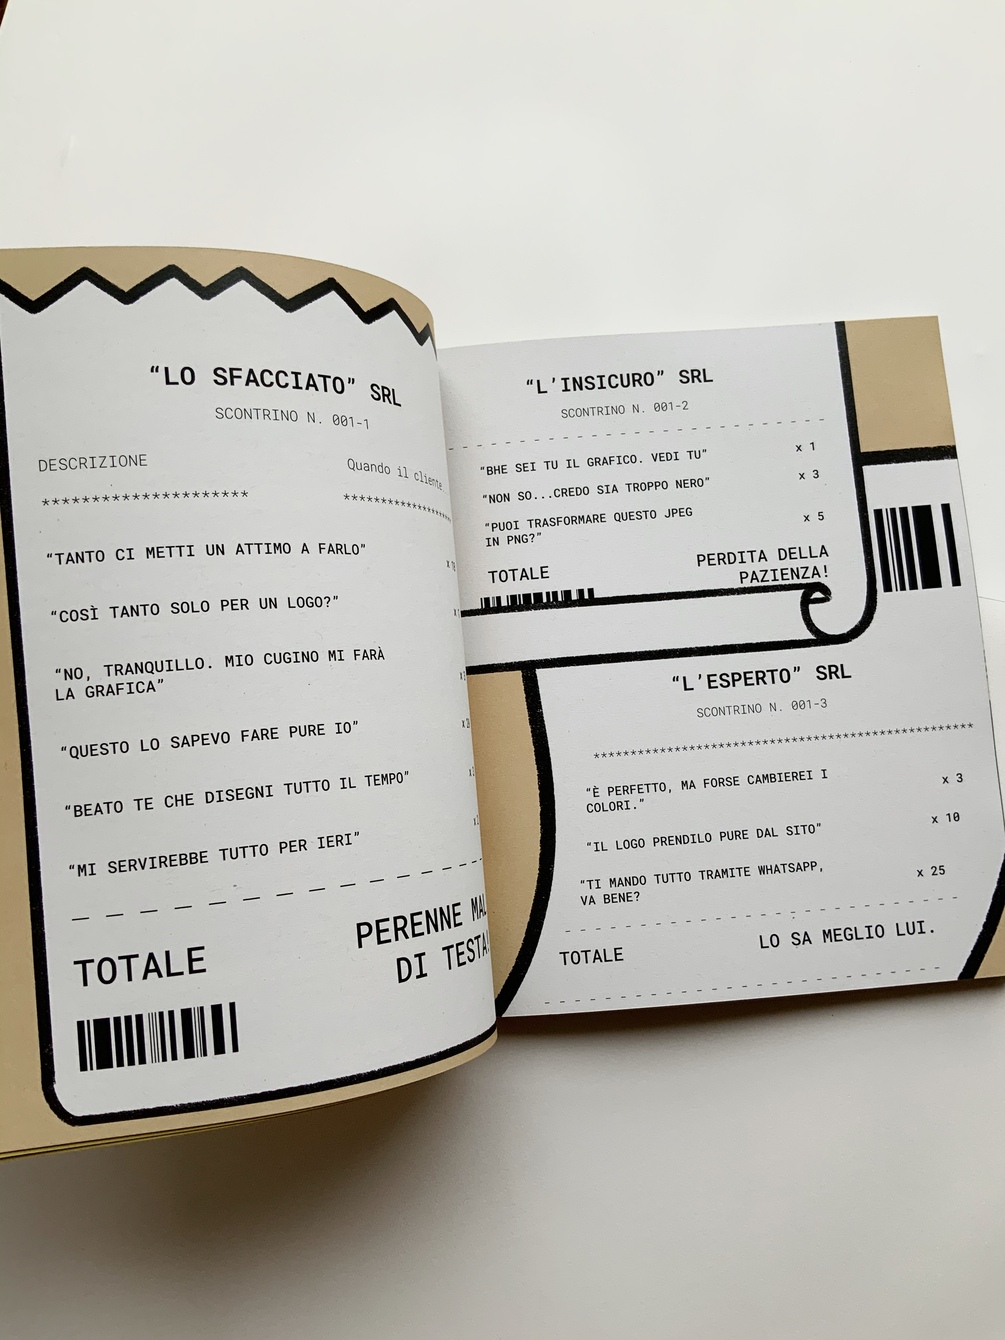 “LO SFACCIATO” SRL
SCONTRINO N. 001-1
DESCRIZIONE
Quando il cliente
********************
“TANTO CI METTI UN ATTIMO A FARLO”
“COSÌ TANTO SOLO PER UN LOGO?”
“NO, TRANQUILLO. MIO CUGINO MI FARÀ
LA GRAFICA”
“QUESTO LO SAPEVO FARE PURE IO”
“BEATO TE CHE DISEGNI TUTTO IL TEMPO”
“MI SERVIREBBE TUTTO PER IERI”
TOTALE
PERENNE
DI TESTA!
“L’INSICURO” SRL
SCONTRINO N. 001-2
“BHE SEI TU IL GRAFICO. VEDI TU” x 1
“NON SO...CREDO SIA TROPPO NERO” x 3
“PUOI TRASFORMARE QUESTO JPEG x 5
IN PNG?”
TOTALE
PERDITA DELLA
PAZIENZA!
“L’ESPERTO” SRL
SCONTRINO N. 001-3
“È PERFETTO, MA FORSE CAMBIEREI I x 3
COLORI.”
“IL LOGO PRENDILO PURE DAL SITO” x 10
“TI MANDO TUTTO TRAMITE WHATSAPP, x 25
VA BENE?
TOTALE LO SA MEGLIO LUI.